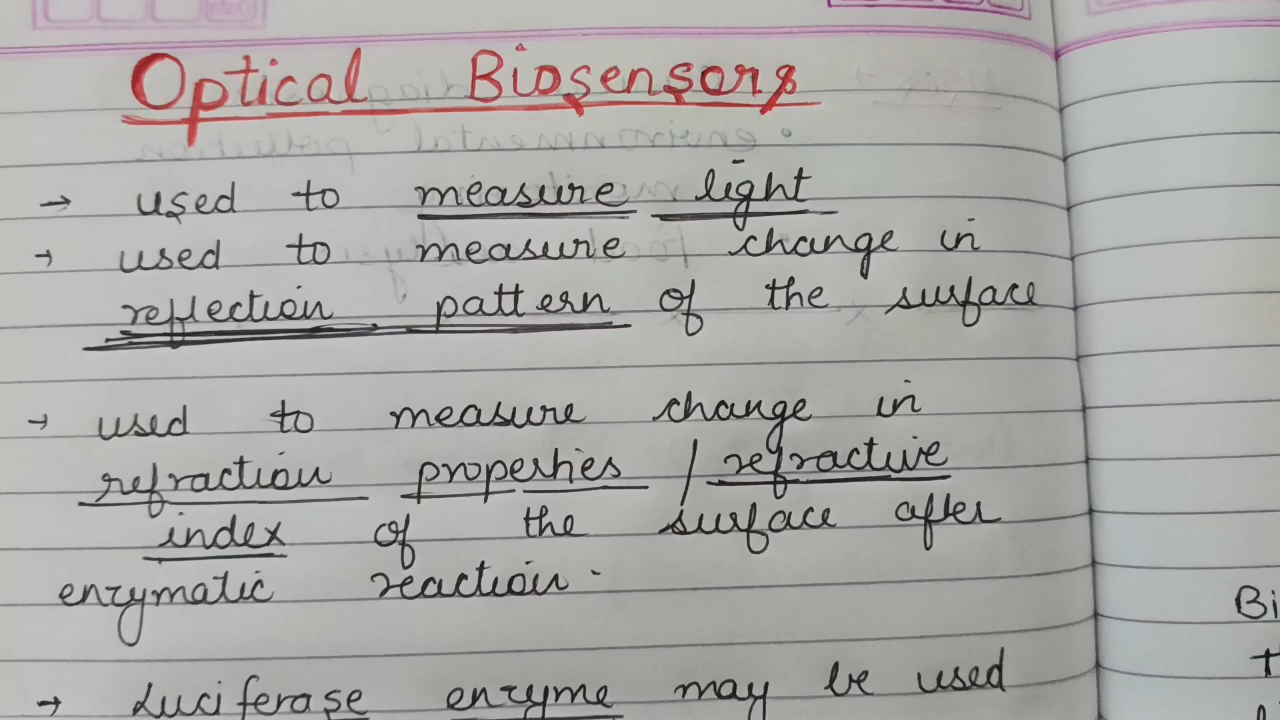 Optical Biosensors
→ used to measure light
→ used to measure change in
reflection pattern of the surface
→ used to measure change in
refraction properties / refractive
index of the surface after
enzymatic reaction.
→ Luciferase enzyme may be used
Bi